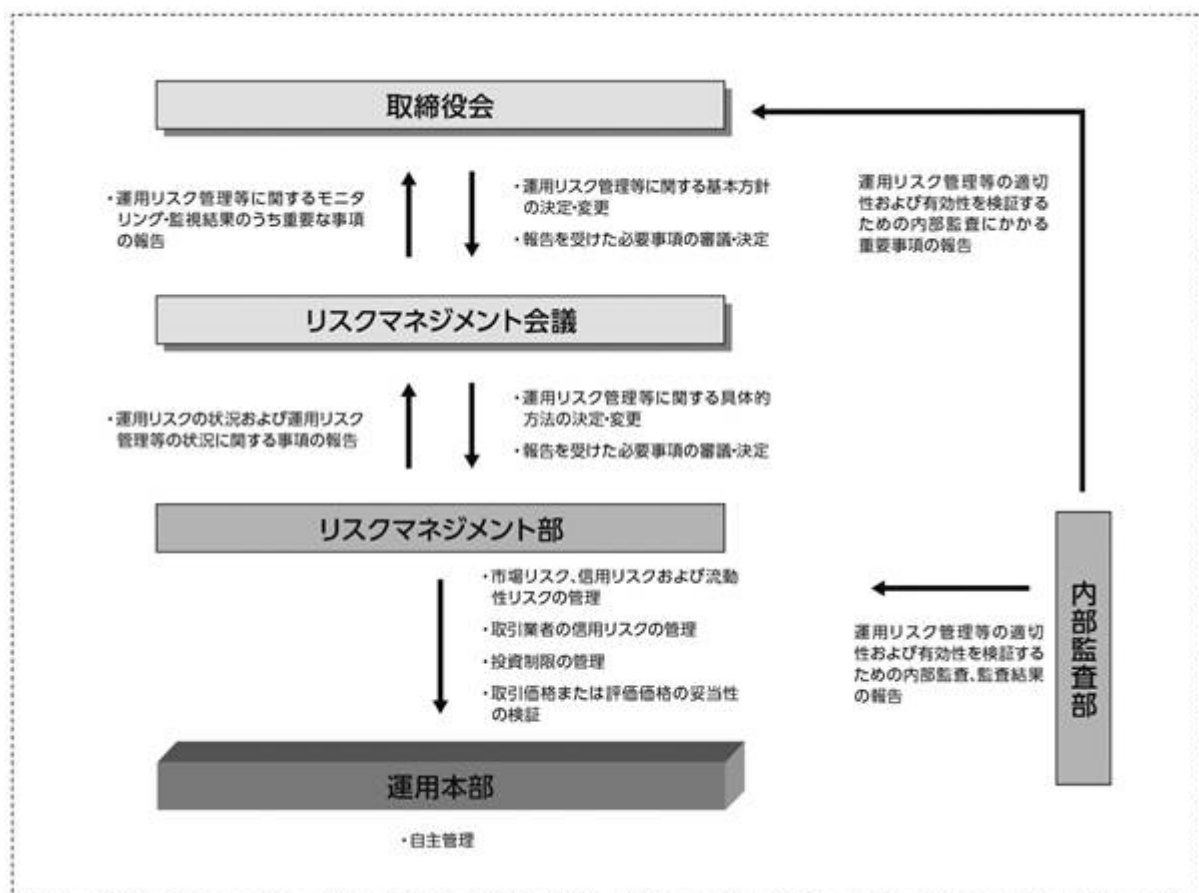 取締役会
・運用リスク管理等に関するモニタ
リング・監視結果のうち重要な事項
の報告
・運用リスク管理等に関する基本方針
の決定・変更
・報告を受けた必要事項の審議・決定
運用リスク管理等の適切
性および有効性を検証する
ための内部監査にかかる
重要事項の報告
リスクマネジメント会議
・運用リスクの状況および運用リスク
管理等の状況に関する事項の報告
・運用リスク管理等に関する具体的
方法の決定・変更
・報告を受けた必要事項の審議・決定
リスクマネジメント部
・市場リスク、信用リスクおよび流動
性リスクの管理
・取引業者の信用リスクの管理
・投資制限の管理
・取引価格または評価価格の妥当性
の検証
運用リスク管理等の適切
性および有効性を検証する
ための内部監査、監査結果
の報告
内部監査部
運用本部
・自主管理